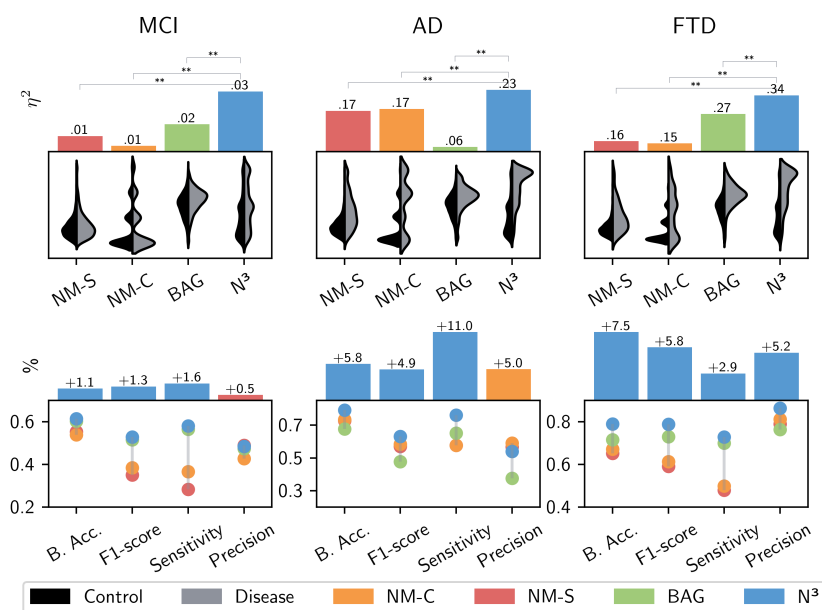 MCI AD FTD
** ** **
** ** **
** ** **
η²
.01 .01 .02 .03
.17 .17 .06 .23
.16 .15 .27 .34
NM-S NM-C BAG N³
NM-S NM-C BAG N³
NM-S NM-C BAG N³
%
+1.1 +1.3 +1.6 +0.5
+5.8 +4.9 +11.0 +5.0
+7.5 +5.8 +2.9 +5.2
0.6
0.4
0.2
0.7
0.5
0.3
0.8
0.6
0.4
B. Acc. F1-score Sensitivity Precision
B. Acc. F1-score Sensitivity Precision
B. Acc. F1-score Sensitivity Precision
Control Disease NM-C NM-S BAG N³